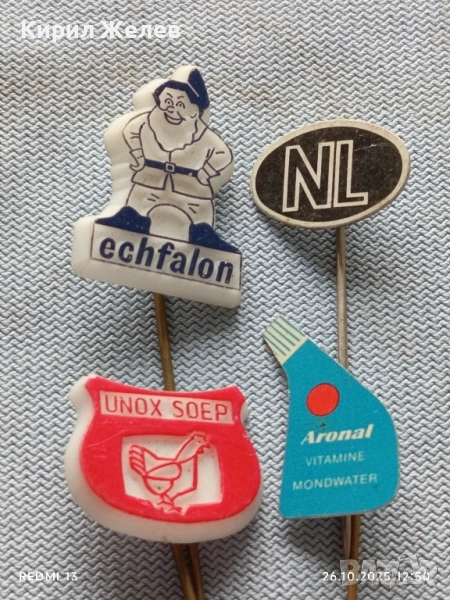 Кирил Желев
echfalon
NL
UNOX SOEP
Aronal
VITAMINE
MONDWATER
REDMI 13
26.10.2025 12:50